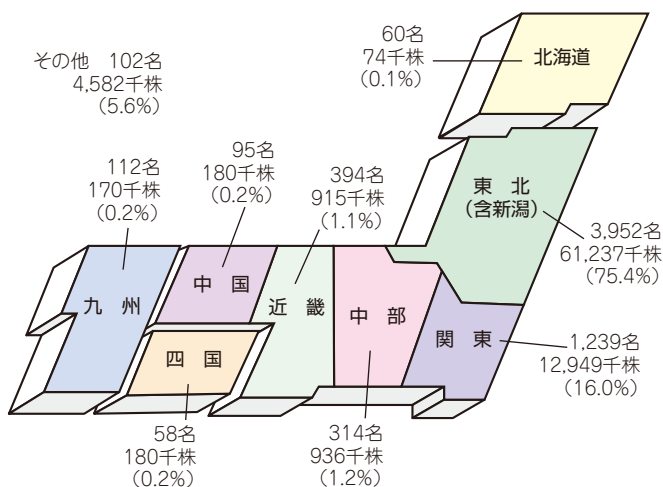 その他　102名
4,582千株
(5.6%)
60名
74千株
(0.1%)
北海道
112名
170千株
(0.2%)
95名
180千株
(0.2%)
394名
915千株
(1.1%)
東　北
(含新潟)
3,952名
61,237千株
(75.4%)
九　州
中　国
近　畿
中　部
関　東
四　国
1,239名
12,949千株
(16.0%)
58名
180千株
(0.2%)
314名
936千株
(1.2%)